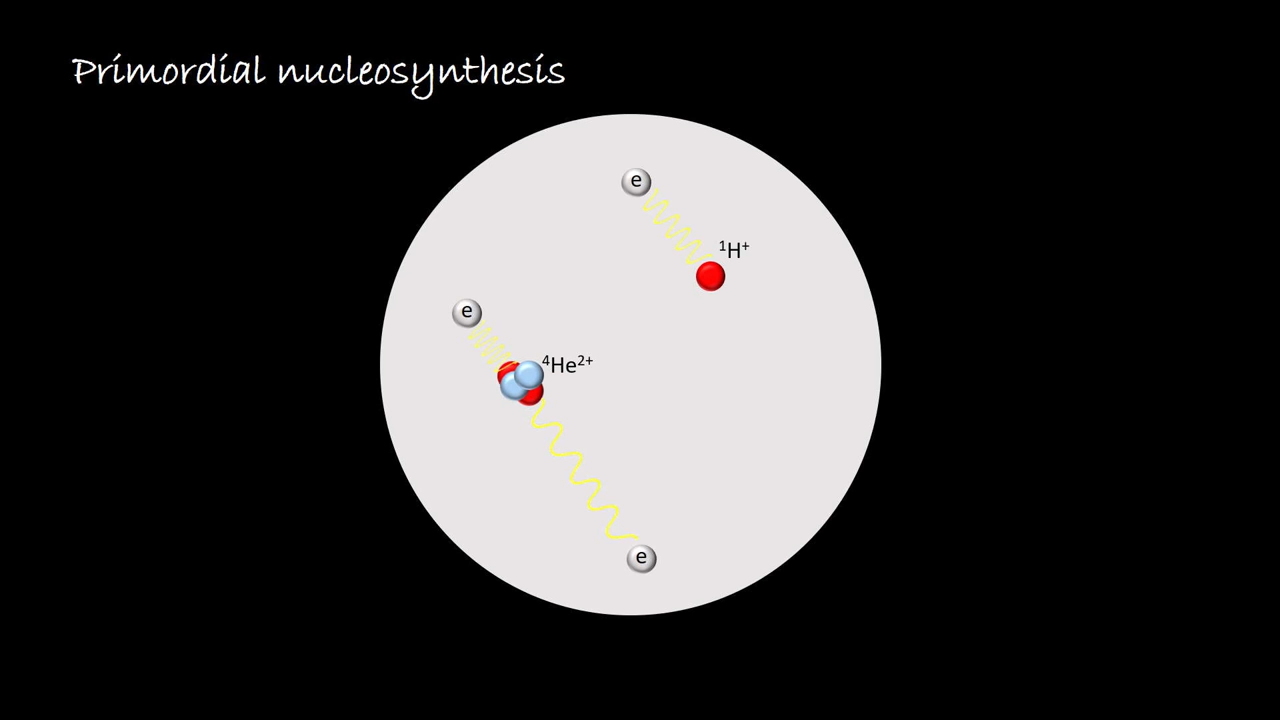 Primordial nucleosynthesis
e
¹H⁺
e
⁴He²⁺
e